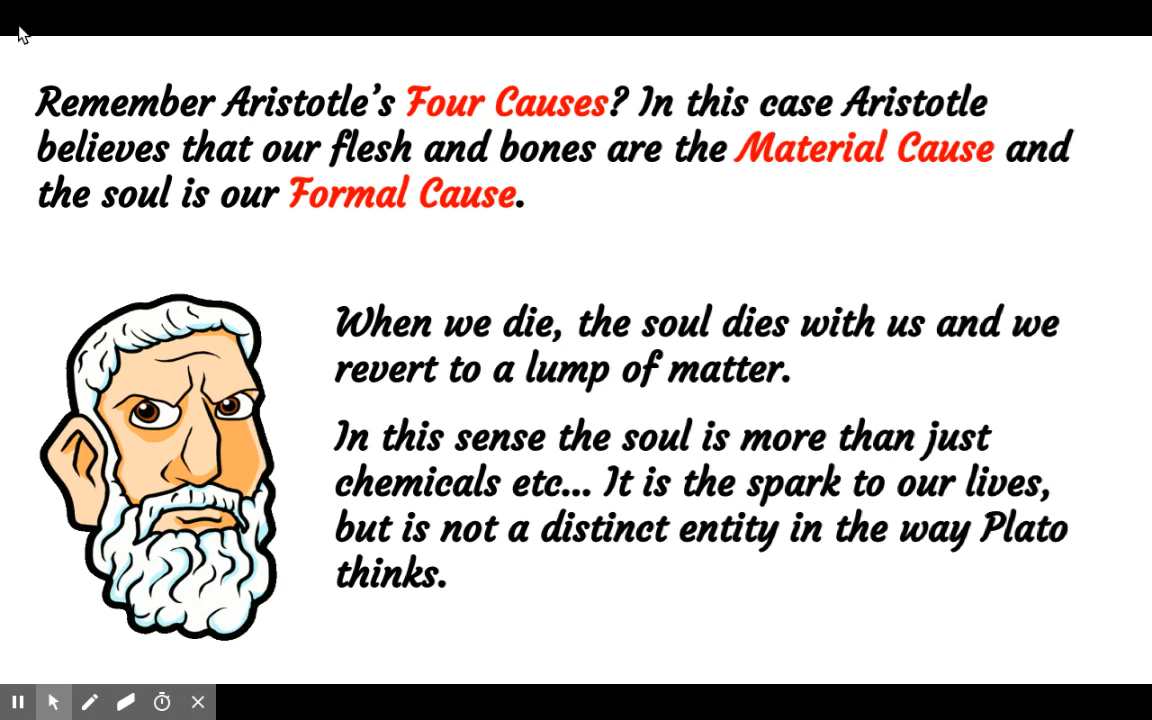 Remember Aristotle's Four Causes? In this case Aristotle
believes that our flesh and bones are the Material Cause and
the soul is our Formal Cause.
When we die, the soul dies with us and we
revert to a lump of matter.
In this sense the soul is more than just
chemicals etc... It is the spark to our lives,
but is not a distinct entity in the way Plato
thinks.